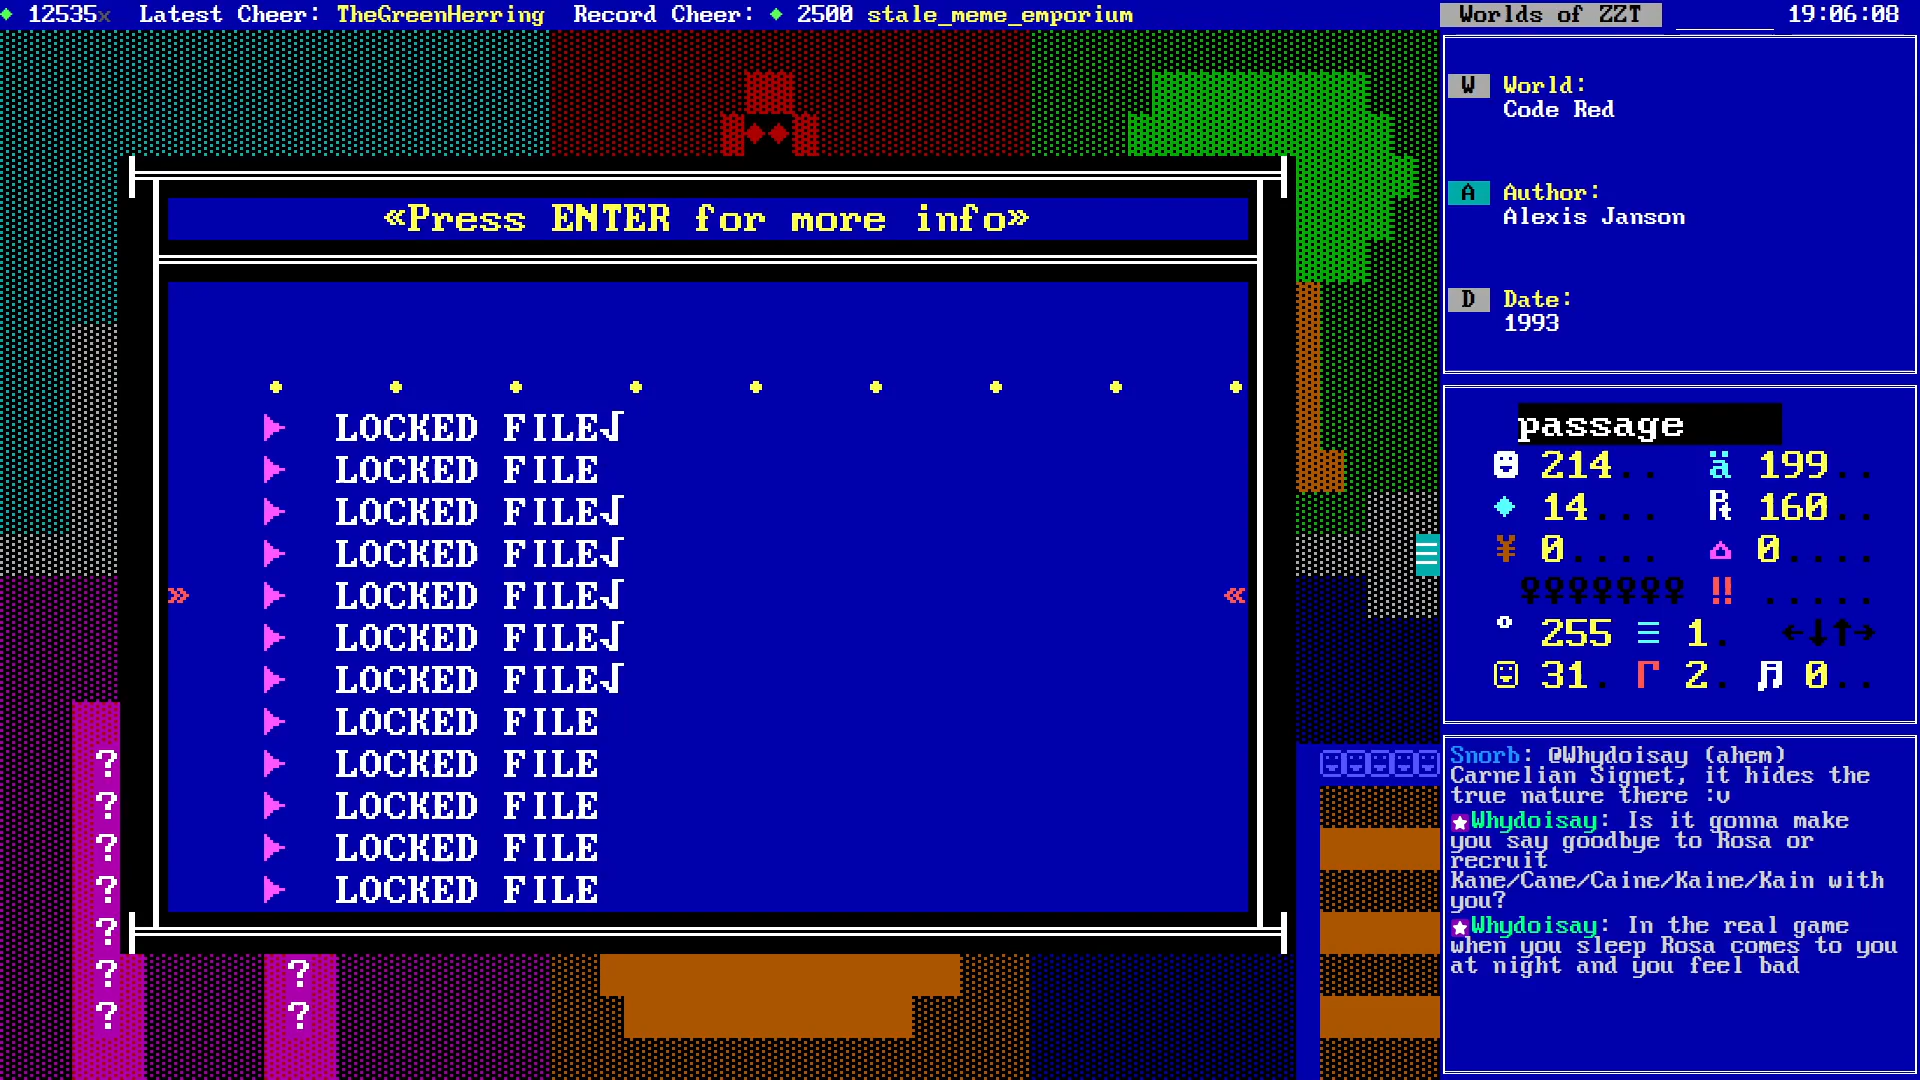 12535x Latest Cheer: TheGreenHerring Record Cheer: 2500 stale_meme_emporium
Worlds of ZZT 19:06:08
W World:
Code Red
A Author:
Alexis Janson
D Date:
1993
«Press ENTER for more info»
LOCKED FILE√
LOCKED FILE
LOCKED FILE√
LOCKED FILE√
» LOCKED FILE√ «
LOCKED FILE√
LOCKED FILE√
LOCKED FILE
LOCKED FILE
LOCKED FILE
LOCKED FILE
LOCKED FILE
?
?
?
?
?
? ?
? ?
passage
214.. ä 199..
14... ℞ 160..
¥ 0.... 0....
♀♀♀♀♀♀♀ ‼ .....
° 255 ≡ 1. ←↓↑→
31. Γ 2. ♬ 0..
Snorb: @Whydoisay (ahem)
Carnelian Signet, it hides the
true nature there :v
Whydoisay: Is it gonna make
you say goodbye to Rosa or
recruit
Kane/Cane/Caine/Kaine/Kain with
you?
Whydoisay: In the real game
when you sleep Rosa comes to you
at night and you feel bad